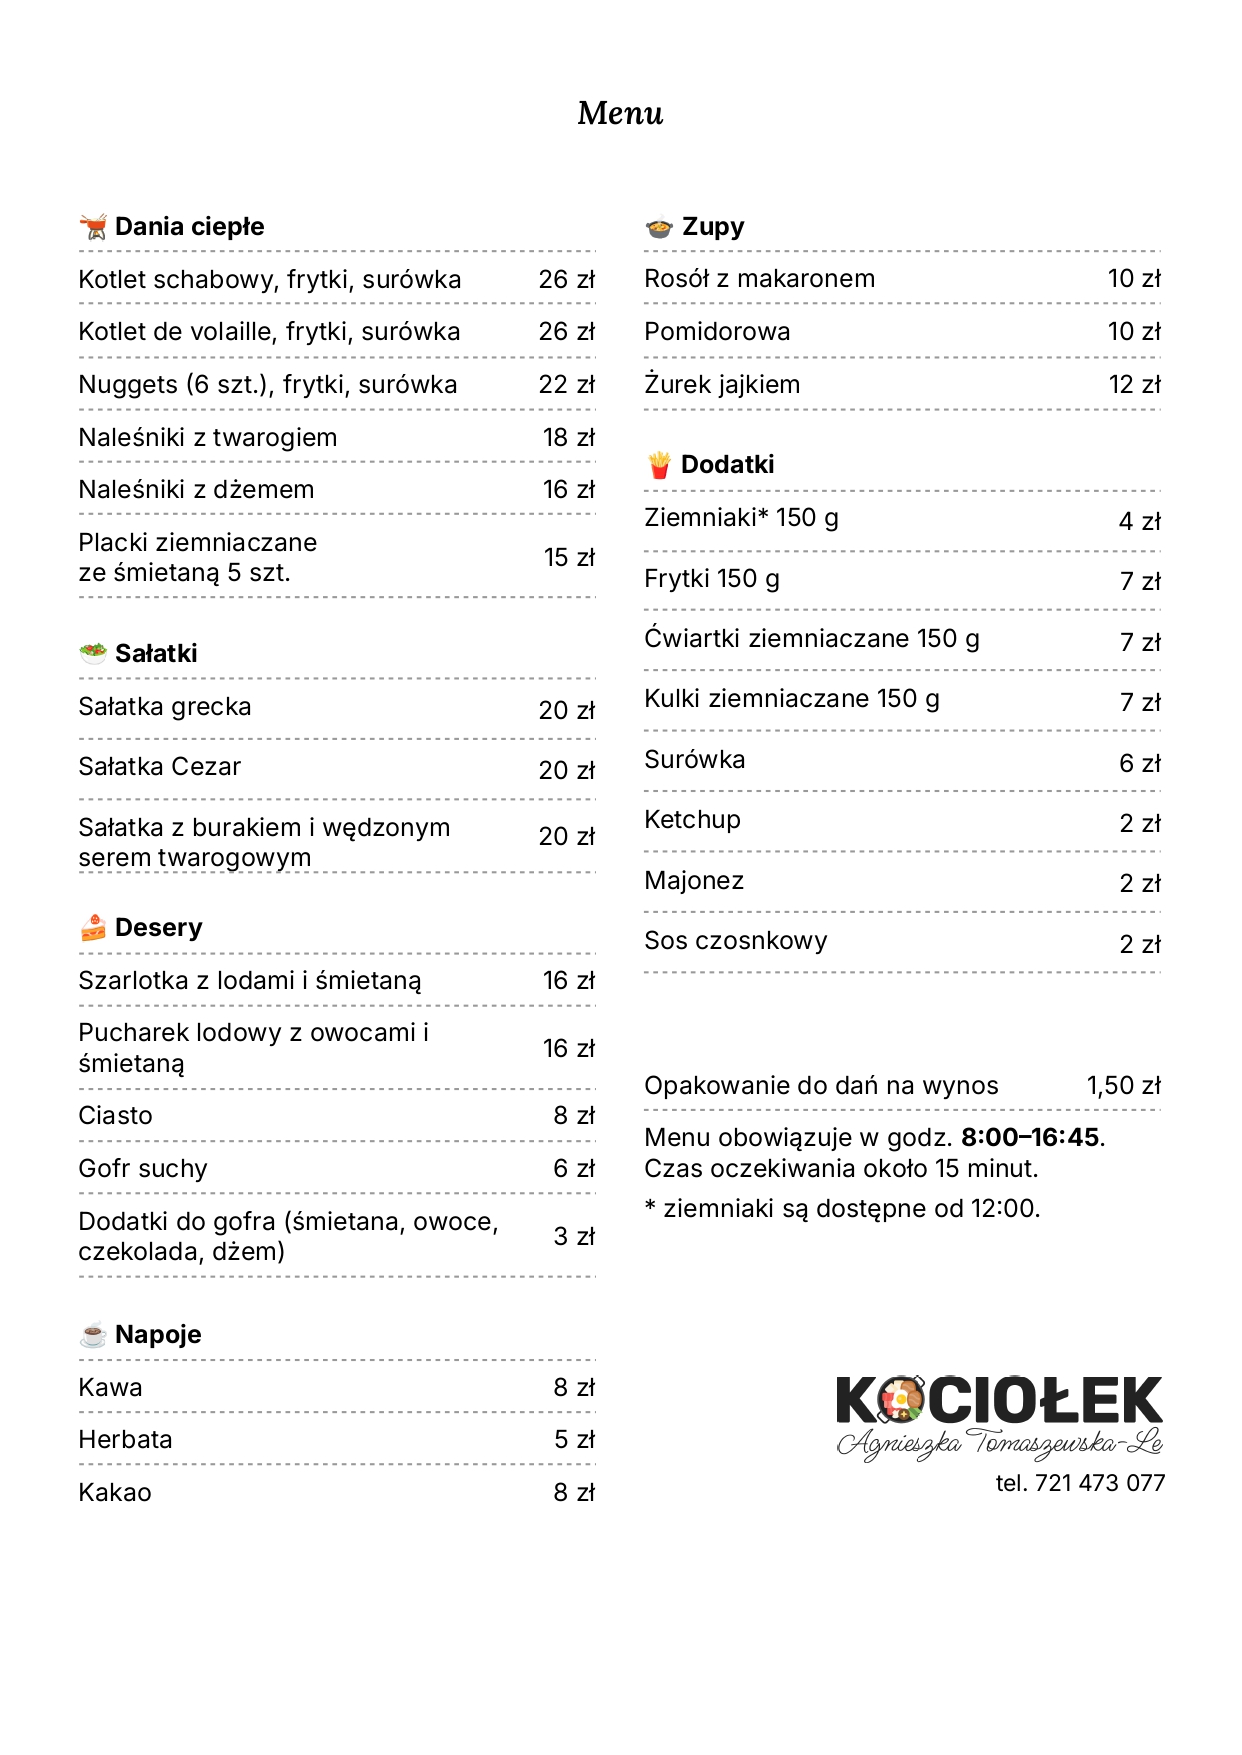 Menu
Dania ciepłe
Kotlet schabowy, frytki, surówka 26 zł
Kotlet de volaille, frytki, surówka 26 zł
Nuggets (6 szt.), frytki, surówka 22 zł
Naleśniki z twarogiem 18 zł
Naleśniki z dżemem 16 zł
Placki ziemniaczane
ze śmietaną 5 szt. 15 zł
Sałatki
Sałatka grecka 20 zł
Sałatka Cezar 20 zł
Sałatka z burakiem i wędzonym
serem twarogowym 20 zł
Desery
Szarlotka z lodami i śmietaną 16 zł
Pucharek lodowy z owocami i
śmietaną 16 zł
Ciasto 8 zł
Gofr suchy 6 zł
Dodatki do gofra (śmietana, owoce,
czekolada, dżem) 3 zł
Napoje
Kawa 8 zł
Herbata 5 zł
Kakao 8 zł
Zupy
Rosół z makaronem 10 zł
Pomidorowa 10 zł
Żurek jajkiem 12 zł
Dodatki
Ziemniaki* 150 g 4 zł
Frytki 150 g 7 zł
Ćwiartki ziemniaczane 150 g 7 zł
Kulki ziemniaczane 150 g 7 zł
Surówka 6 zł
Ketchup 2 zł
Majonez 2 zł
Sos czosnkowy 2 zł
Opakowanie do dań na wynos 1,50 zł
Menu obowiązuje w godz. 8:00–16:45.
Czas oczekiwania około 15 minut.
* ziemniaki są dostępne od 12:00.
KOCIOŁEK
Agnieszka Tomaszewska-Le
tel. 721 473 077